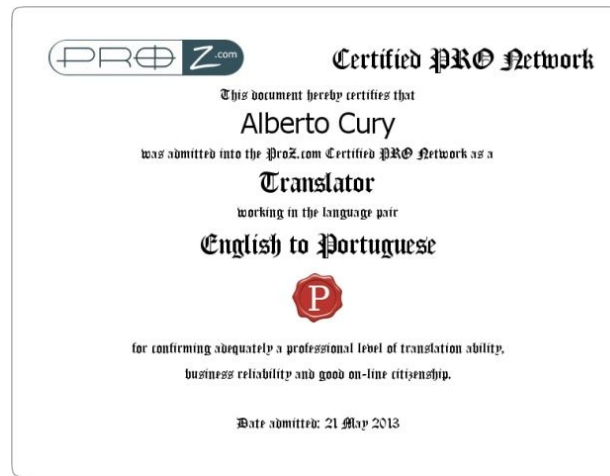 PROZ.com
Certified PRO Network
This document hereby certifies that
Alberto Cury
was admitted into the ProZ.com Certified PRO Network as a
Translator
working in the language pair
English to Portuguese
P
for confirming adequately a professional level of translation ability,
business reliability and good on-line citizenship.
Date admitted: 21 May 2013